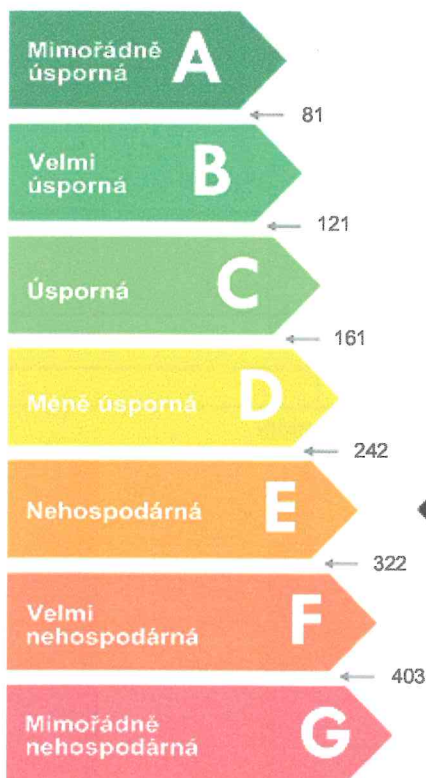 Mimořádně
úsporná
A
81
Velmi
úsporná
B
121
Úsporná
C
161
Méně úsporná
D
242
Nehospodárná
E
322
Velmi
nehospodárná
F
403
Mimořádně
nehospodárná
G